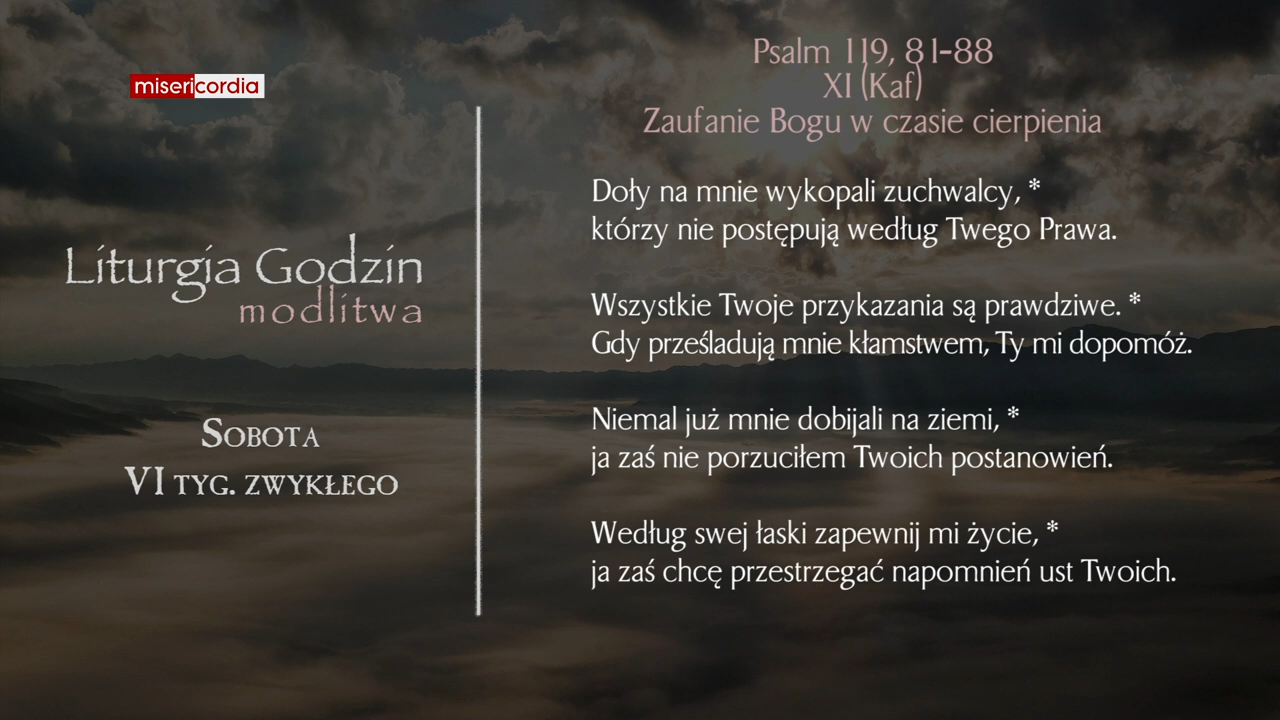 misericordia
Liturgia Godzin
modlitwa
Sobota
VI tyg. zwykłego
Psalm 119, 81-88
XI (Kaf)
Zaufanie Bogu w czasie cierpienia
Doły na mnie wykopali zuchwalcy, *
którzy nie postępują według Twego Prawa.
Wszystkie Twoje przykazania są prawdziwe. *
Gdy prześladują mnie kłamstwem, Ty mi dopomóż.
Niemal już mnie dobijali na ziemi, *
ja zaś nie porzuciłem Twoich postanowień.
Według swej łaski zapewnij mi życie, *
ja zaś chcę przestrzegać napomnień ust Twoich.